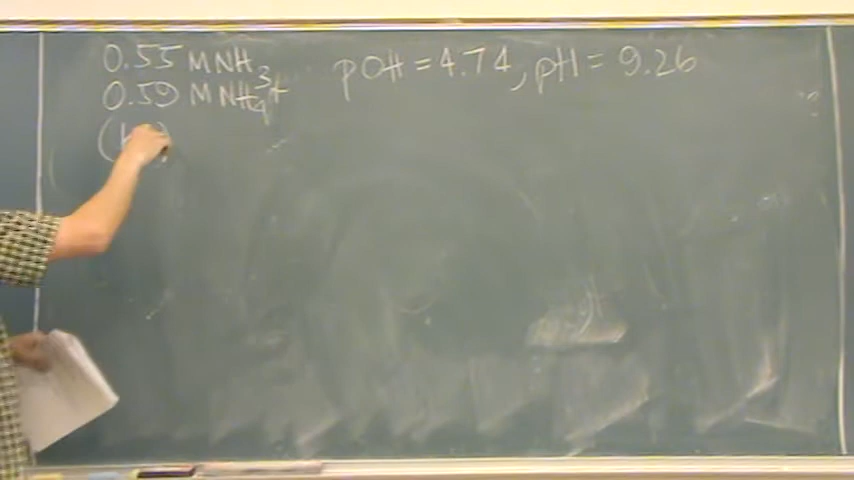 0.55 M NH3 pOH = 4.74, pH = 9.26
0.59 M NH4+